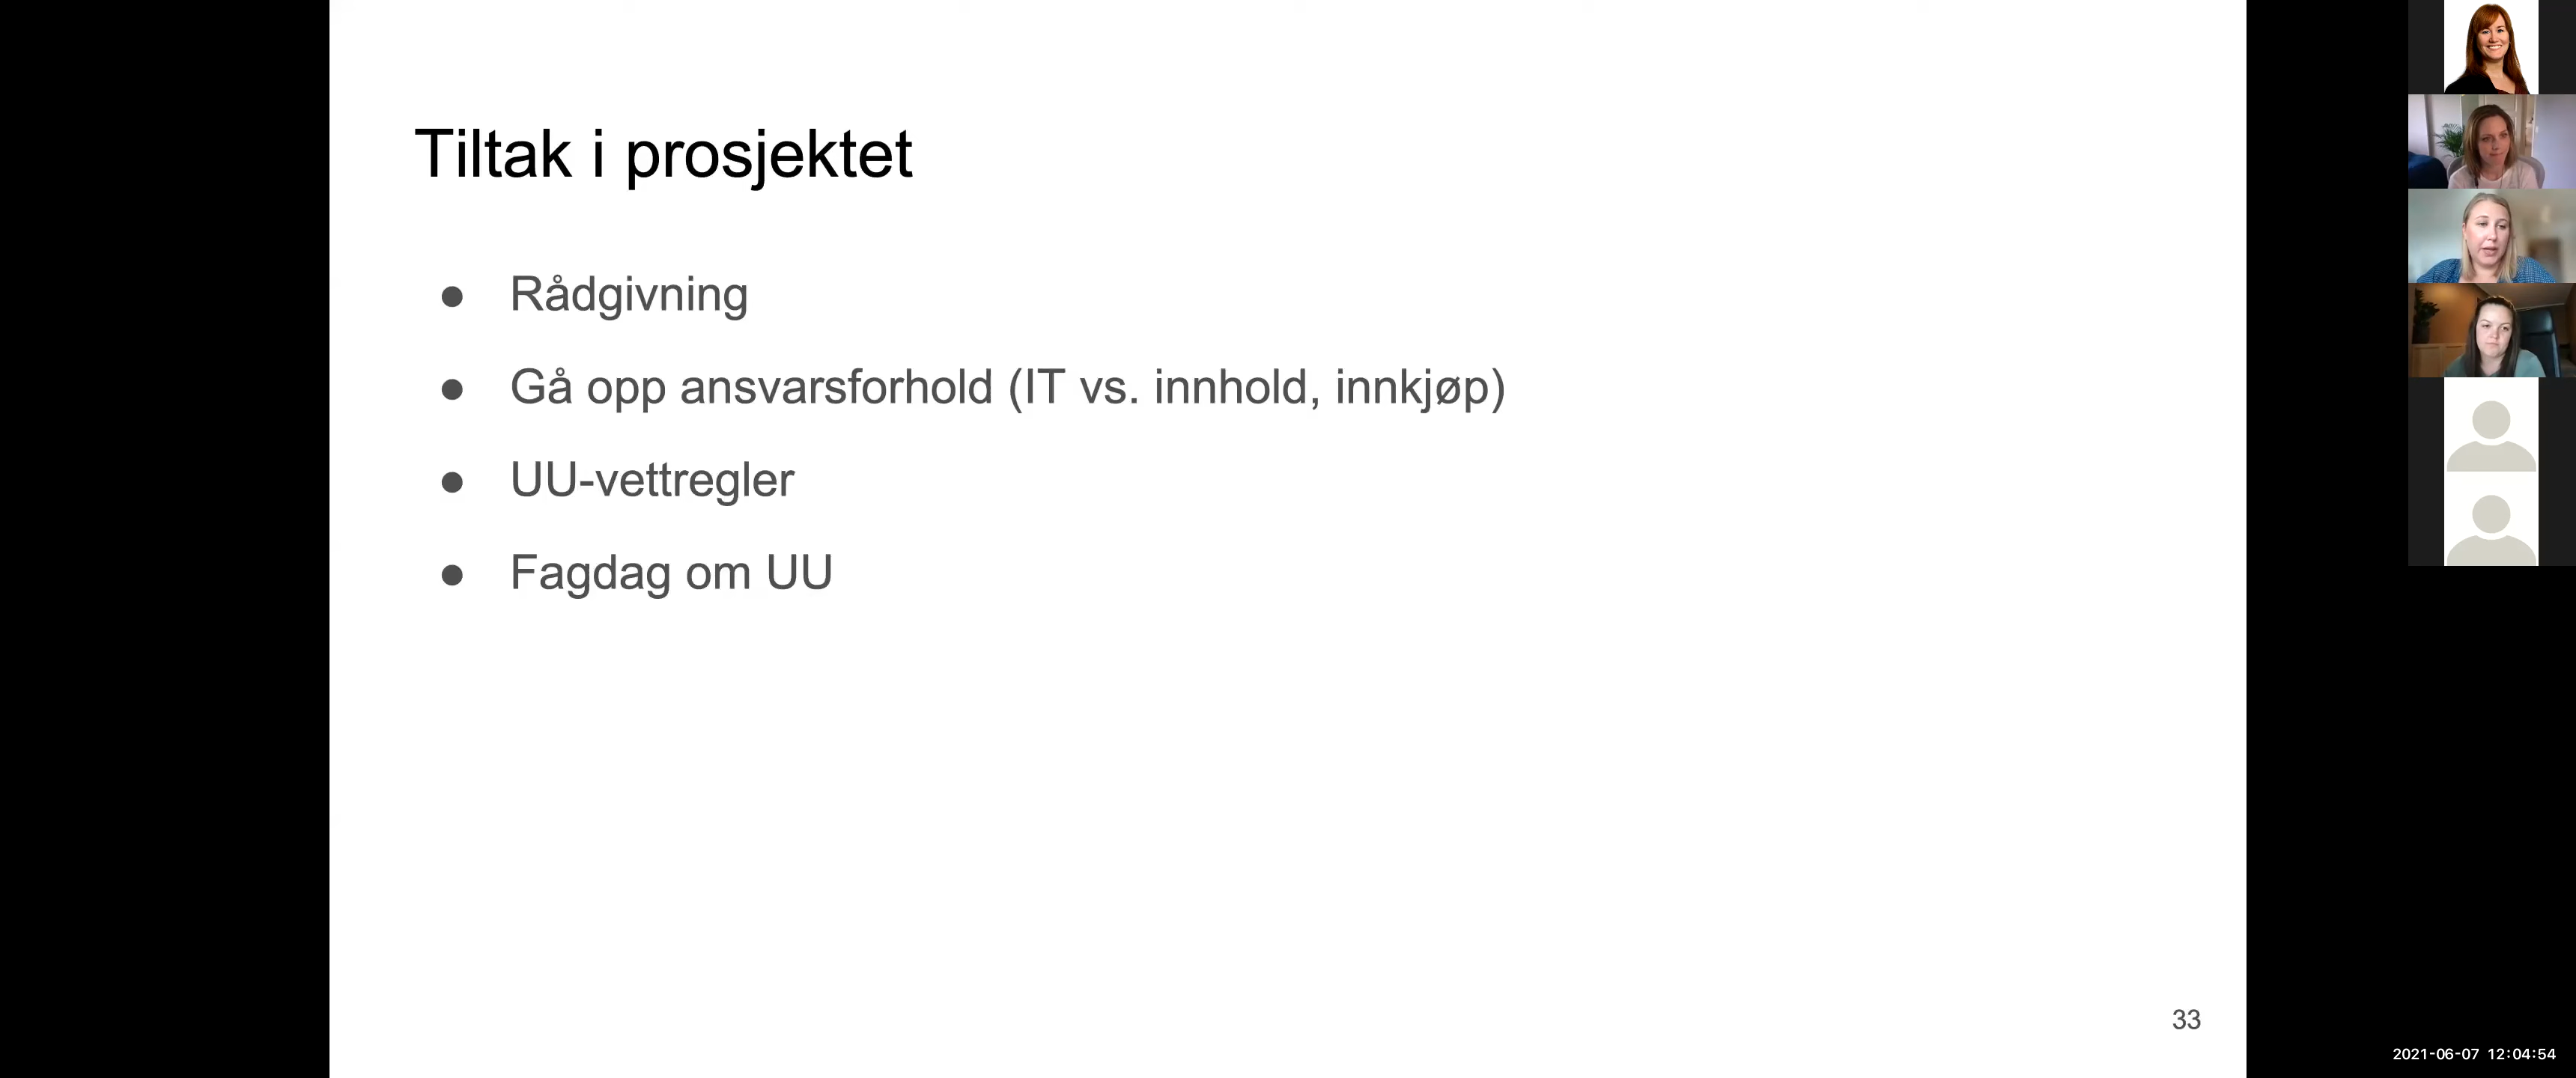 Tiltak i prosjektet
● Rådgivning
● Gå opp ansvarsforhold (IT vs. innhold, innkjøp)
● UU-vettregler
● Fagdag om UU
33
2021-06-07 12:04:54